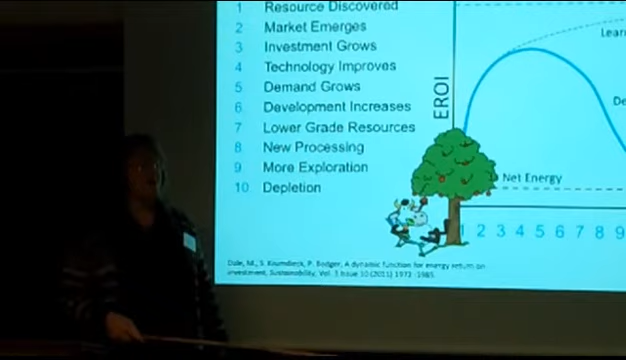 1 Resource Discovered
2 Market Emerges
3 Investment Grows
4 Technology Improves
5 Demand Grows
6 Development Increases
7 Lower Grade Resources
8 New Processing
9 More Exploration
10 Depletion
Dale, M., S. Krumdieck, P. Bodger, A dynamic function for energy return on
investment, Sustainability, Vol. 3 Issue 10 (2011) 1972-1985.
EROI
Lear
De
Net Energy
1 2 3 4 5 6 7 8 9